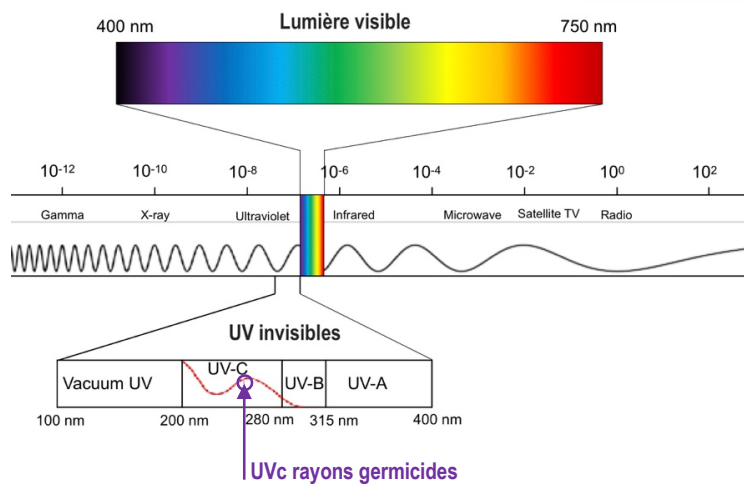 Lumière visible
400 nm
750 nm
10-12 10-10 10-8 10-6 10-4 10-2 100 102
Gamma X-ray Ultraviolet Infrared Microwave Satellite TV Radio
UV invisibles
Vacuum UV UV-C UV-B UV-A
100 nm 200 nm 280 nm 315 nm 400 nm
UVc rayons germicides